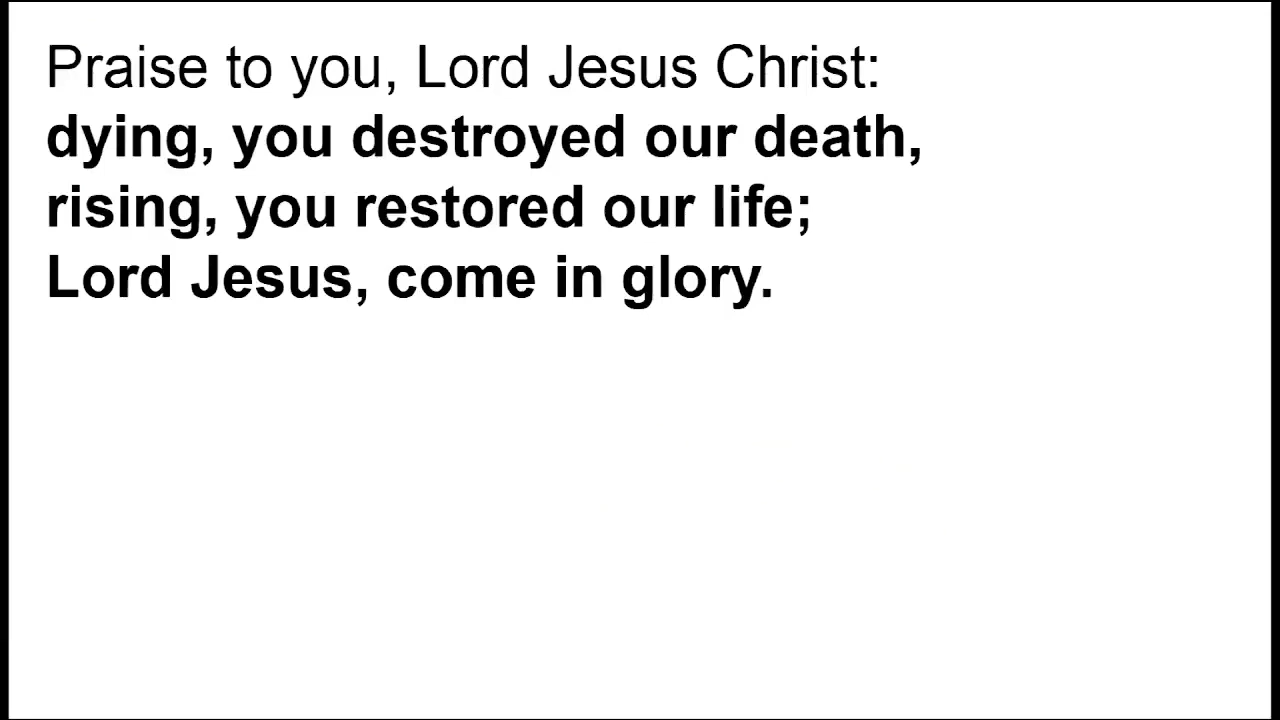 Praise to you, Lord Jesus Christ:
dying, you destroyed our death,
rising, you restored our life;
Lord Jesus, come in glory.